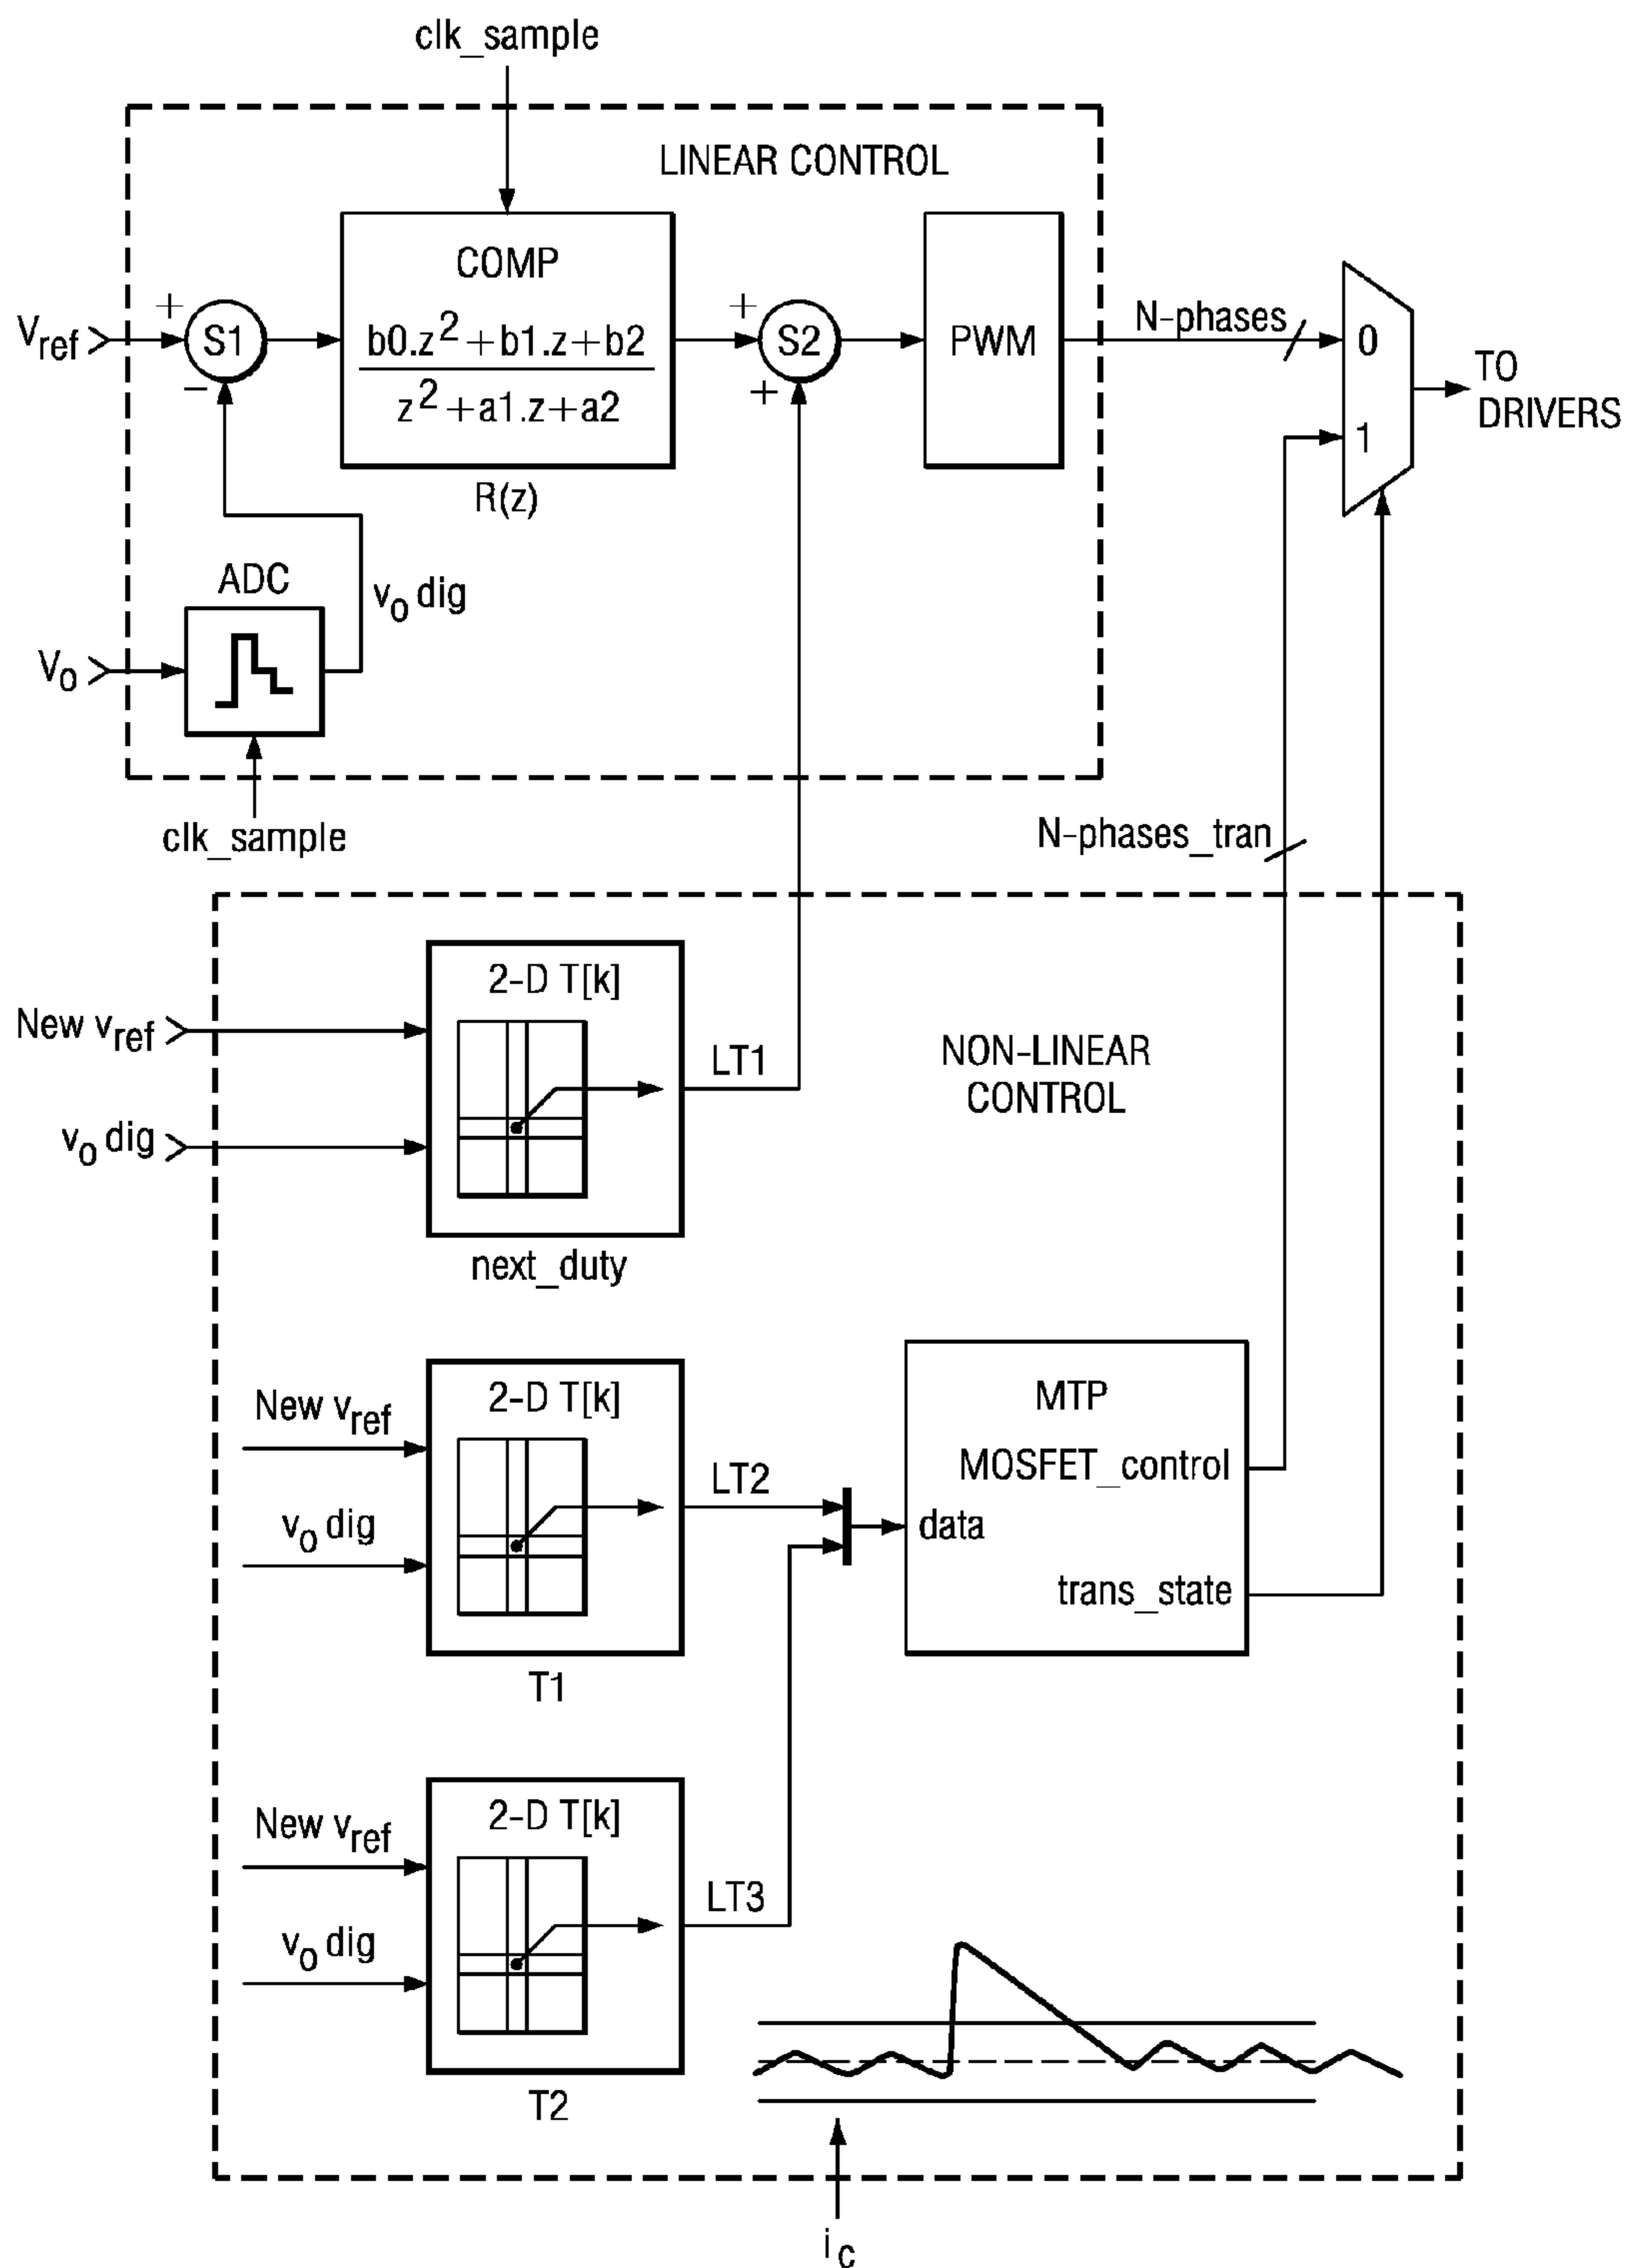 clk_sample
LINEAR CONTROL
COMP
b0.z²+b1.z+b2
z²+a1.z+a2
R(z)
Vref
+
S1
−
+
S2
+
PWM
N-phases
0
1
TO
DRIVERS
ADC
vo dig
Vo
clk_sample
N-phases_tran
2-D T[k]
New vref
vo dig
LT1
next_duty
NON-LINEAR
CONTROL
2-D T[k]
New vref
vo dig
LT2
T1
MTP
MOSFET_control
data
trans_state
2-D T[k]
New vref
vo dig
LT3
T2
ic